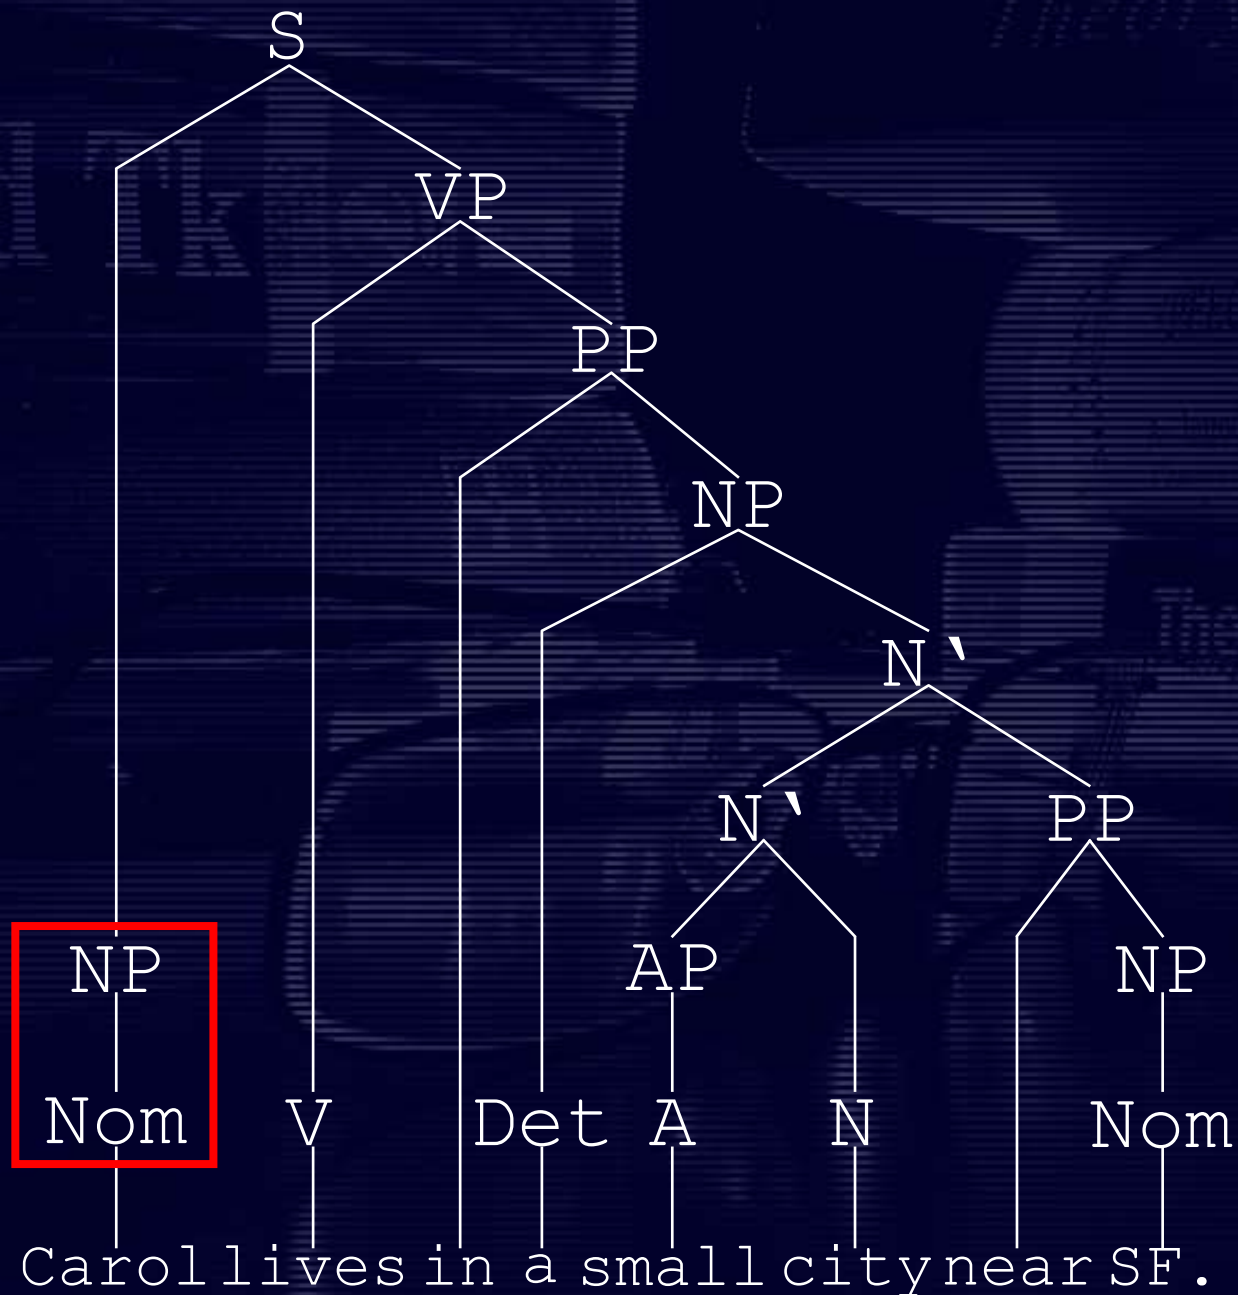 S
VP
PP
NP
N`
N` PP
NP AP NP
Nom V Det A N Nom
Carol lives in a small city near SF.